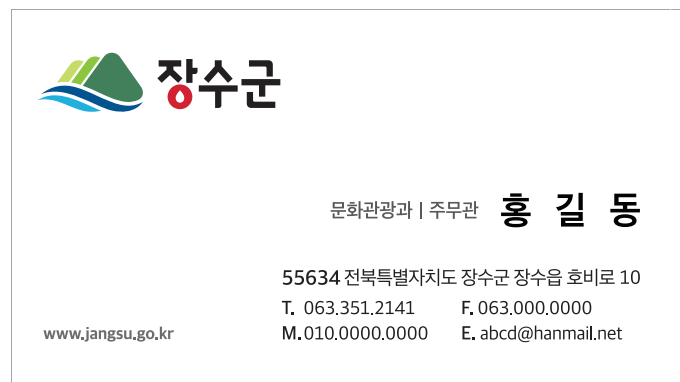 장수군
문화관광과 | 주무관 홍 길 동
55634 전북특별자치도 장수군 장수읍 호비로 10
T. 063.351.2141 F. 063.000.0000
www.jangsu.go.kr M.010.0000.0000 E. abcd@hanmail.net